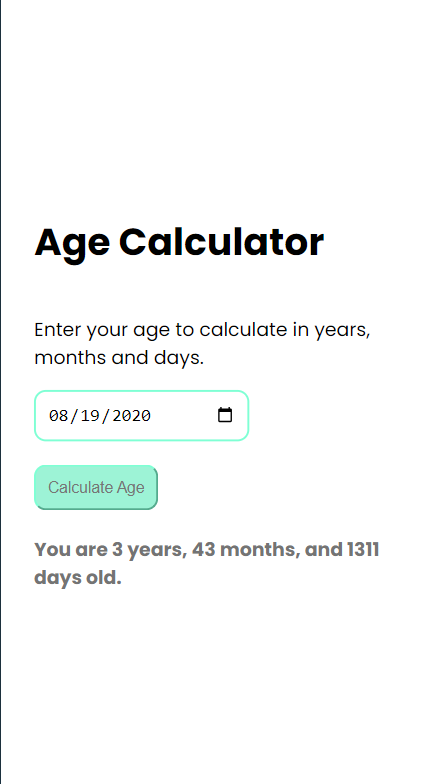 Age Calculator
Enter your age to calculate in years,
months and days.
08/19/2020
Calculate Age
You are 3 years, 43 months, and 1311
days old.